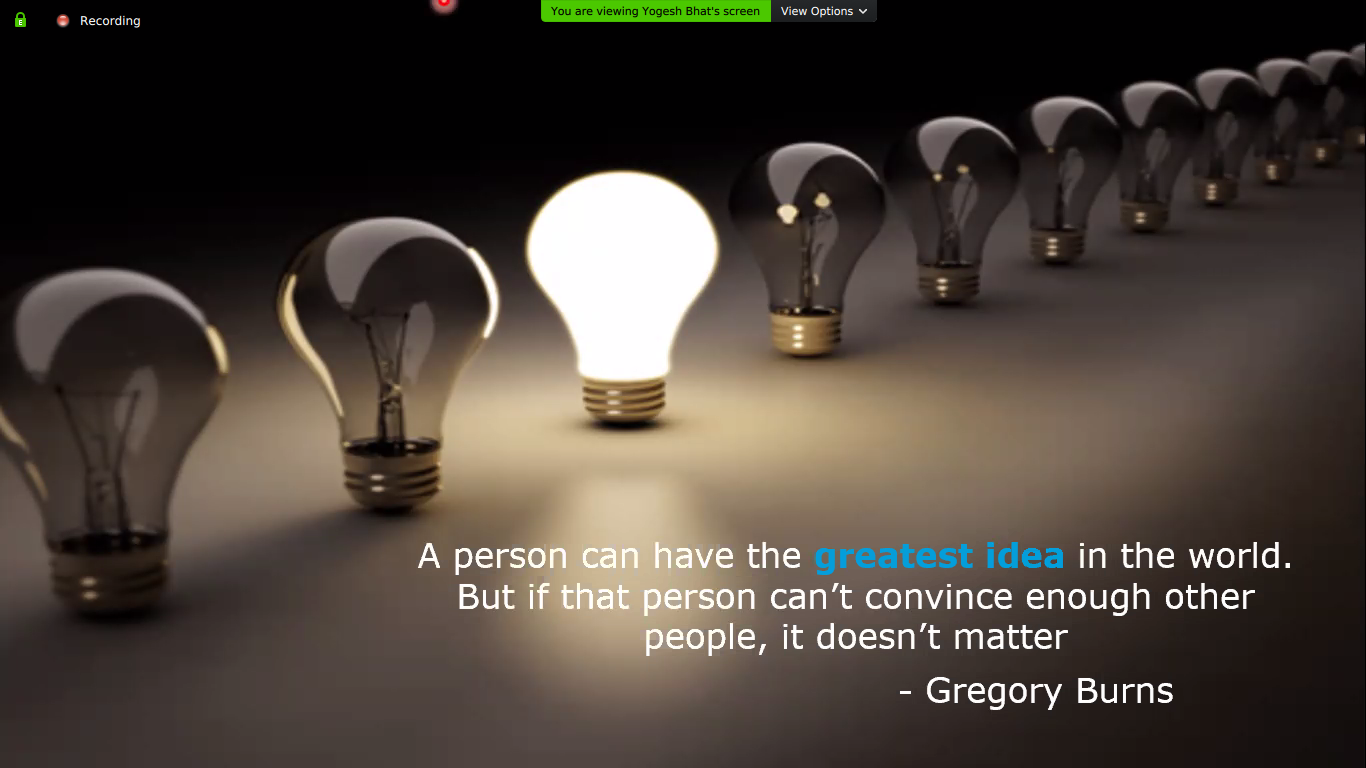 Recording
You are viewing Yogesh Bhat's screen
View Options
A person can have the greatest idea in the world.
But if that person can’t convince enough other
people, it doesn’t matter
- Gregory Burns